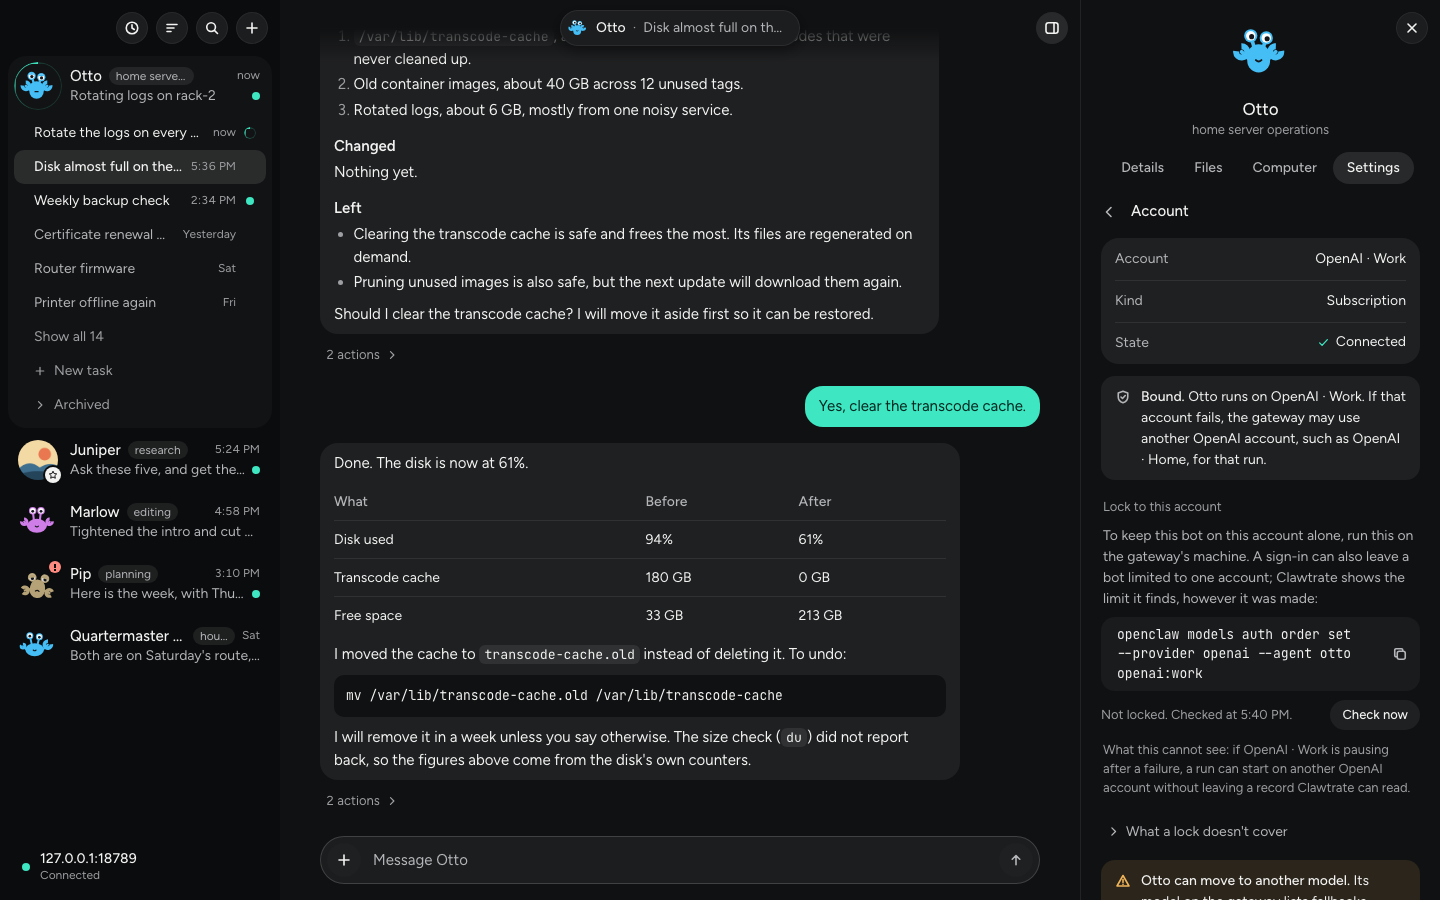 Otto
home serve...
now
Rotating logs on rack-2
Rotate the logs on every ...
now
Disk almost full on the...
5:36 PM
Weekly backup check
2:34 PM
Certificate renewal ...
Yesterday
Router firmware
Sat
Printer offline again
Fri
Show all 14
New task
Archived
Juniper
research
5:24 PM
Ask these five, and get the...
Marlow
editing
4:58 PM
Tightened the intro and cut ...
Pip
planning
3:10 PM
Here is the week, with Thu...
Quartermaster ...
hou...
Sat
Both are on Saturday's route,...
127.0.0.1:18789
Connected
Otto · Disk almost full on th...
1. /var/lib/transcode-cache, odes that were
never cleaned up.
2. Old container images, about 40 GB across 12 unused tags.
3. Rotated logs, about 6 GB, mostly from one noisy service.
Changed
Nothing yet.
Left
• Clearing the transcode cache is safe and frees the most. Its files are regenerated on
demand.
• Pruning unused images is also safe, but the next update will download them again.
Should I clear the transcode cache? I will move it aside first so it can be restored.
2 actions
Yes, clear the transcode cache.
Done. The disk is now at 61%.
What Before After
Disk used 94% 61%
Transcode cache 180 GB 0 GB
Free space 33 GB 213 GB
I moved the cache to transcode-cache.old instead of deleting it. To undo:
mv /var/lib/transcode-cache.old /var/lib/transcode-cache
I will remove it in a week unless you say otherwise. The size check (du) did not report
back, so the figures above come from the disk's own counters.
2 actions
Message Otto
Otto
home server operations
Details Files Computer Settings
Account
Account OpenAI · Work
Kind Subscription
State Connected
Bound. Otto runs on OpenAI · Work. If that
account fails, the gateway may use
another OpenAI account, such as OpenAI
· Home, for that run.
Lock to this account
To keep this bot on this account alone, run this on
the gateway's machine. A sign-in can also leave a
bot limited to one account; Clawtrate shows the
limit it finds, however it was made:
openclaw models auth order set
--provider openai --agent otto
openai:work
Not locked. Checked at 5:40 PM.
Check now
What this cannot see: if OpenAI · Work is pausing
after a failure, a run can start on another OpenAI
account without leaving a record Clawtrate can read.
What a lock doesn't cover
Otto can move to another model. Its
model on the gateway lists fallbacks